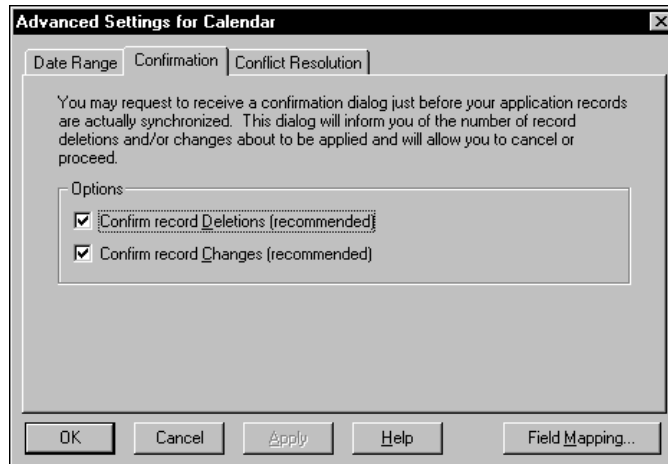 Advanced Settings for Calendar
Date Range Confirmation Conflict Resolution
You may request to receive a confirmation dialog just before your application records
are actually synchronized. This dialog will inform you of the number of record
deletions and/or changes about to be applied and will allow you to cancel or
proceed.
Options
Confirm record Deletions (recommended)
Confirm record Changes (recommended)
OK Cancel Apply Help Field Mapping...